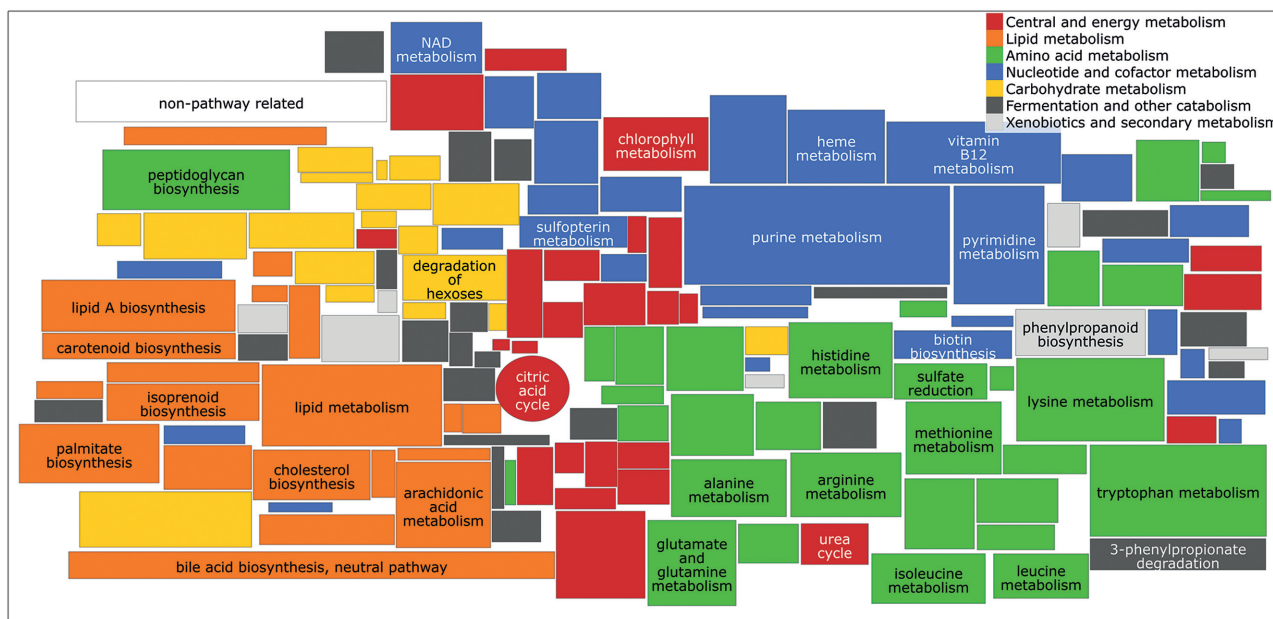 Central and energy metabolism
Lipid metabolism
Amino acid metabolism
Nucleotide and cofactor metabolism
Carbohydrate metabolism
Fermentation and other catabolism
Xenobiotics and secondary metabolism
NAD
metabolism
non-pathway related
chlorophyll
metabolism
heme
metabolism
vitamin
B12
metabolism
peptidoglycan
biosynthesis
sulfopterin
metabolism
purine metabolism
pyrimidine
metabolism
degradation
of
hexoses
lipid A biosynthesis
carotenoid biosynthesis
phenylpropanoid
biosynthesis
biotin
biosynthesis
histidine
metabolism
sulfate
reduction
citric
acid
cycle
isoprenoid
biosynthesis
lipid metabolism
lysine metabolism
methionine
metabolism
palmitate
biosynthesis
cholesterol
biosynthesis
arachidonic
acid
metabolism
alanine
metabolism
arginine
metabolism
tryptophan metabolism
urea
cycle
glutamate
and
glutamine
metabolism
3-phenylpropionate
degradation
bile acid biosynthesis, neutral pathway
isoleucine
metabolism
leucine
metabolism